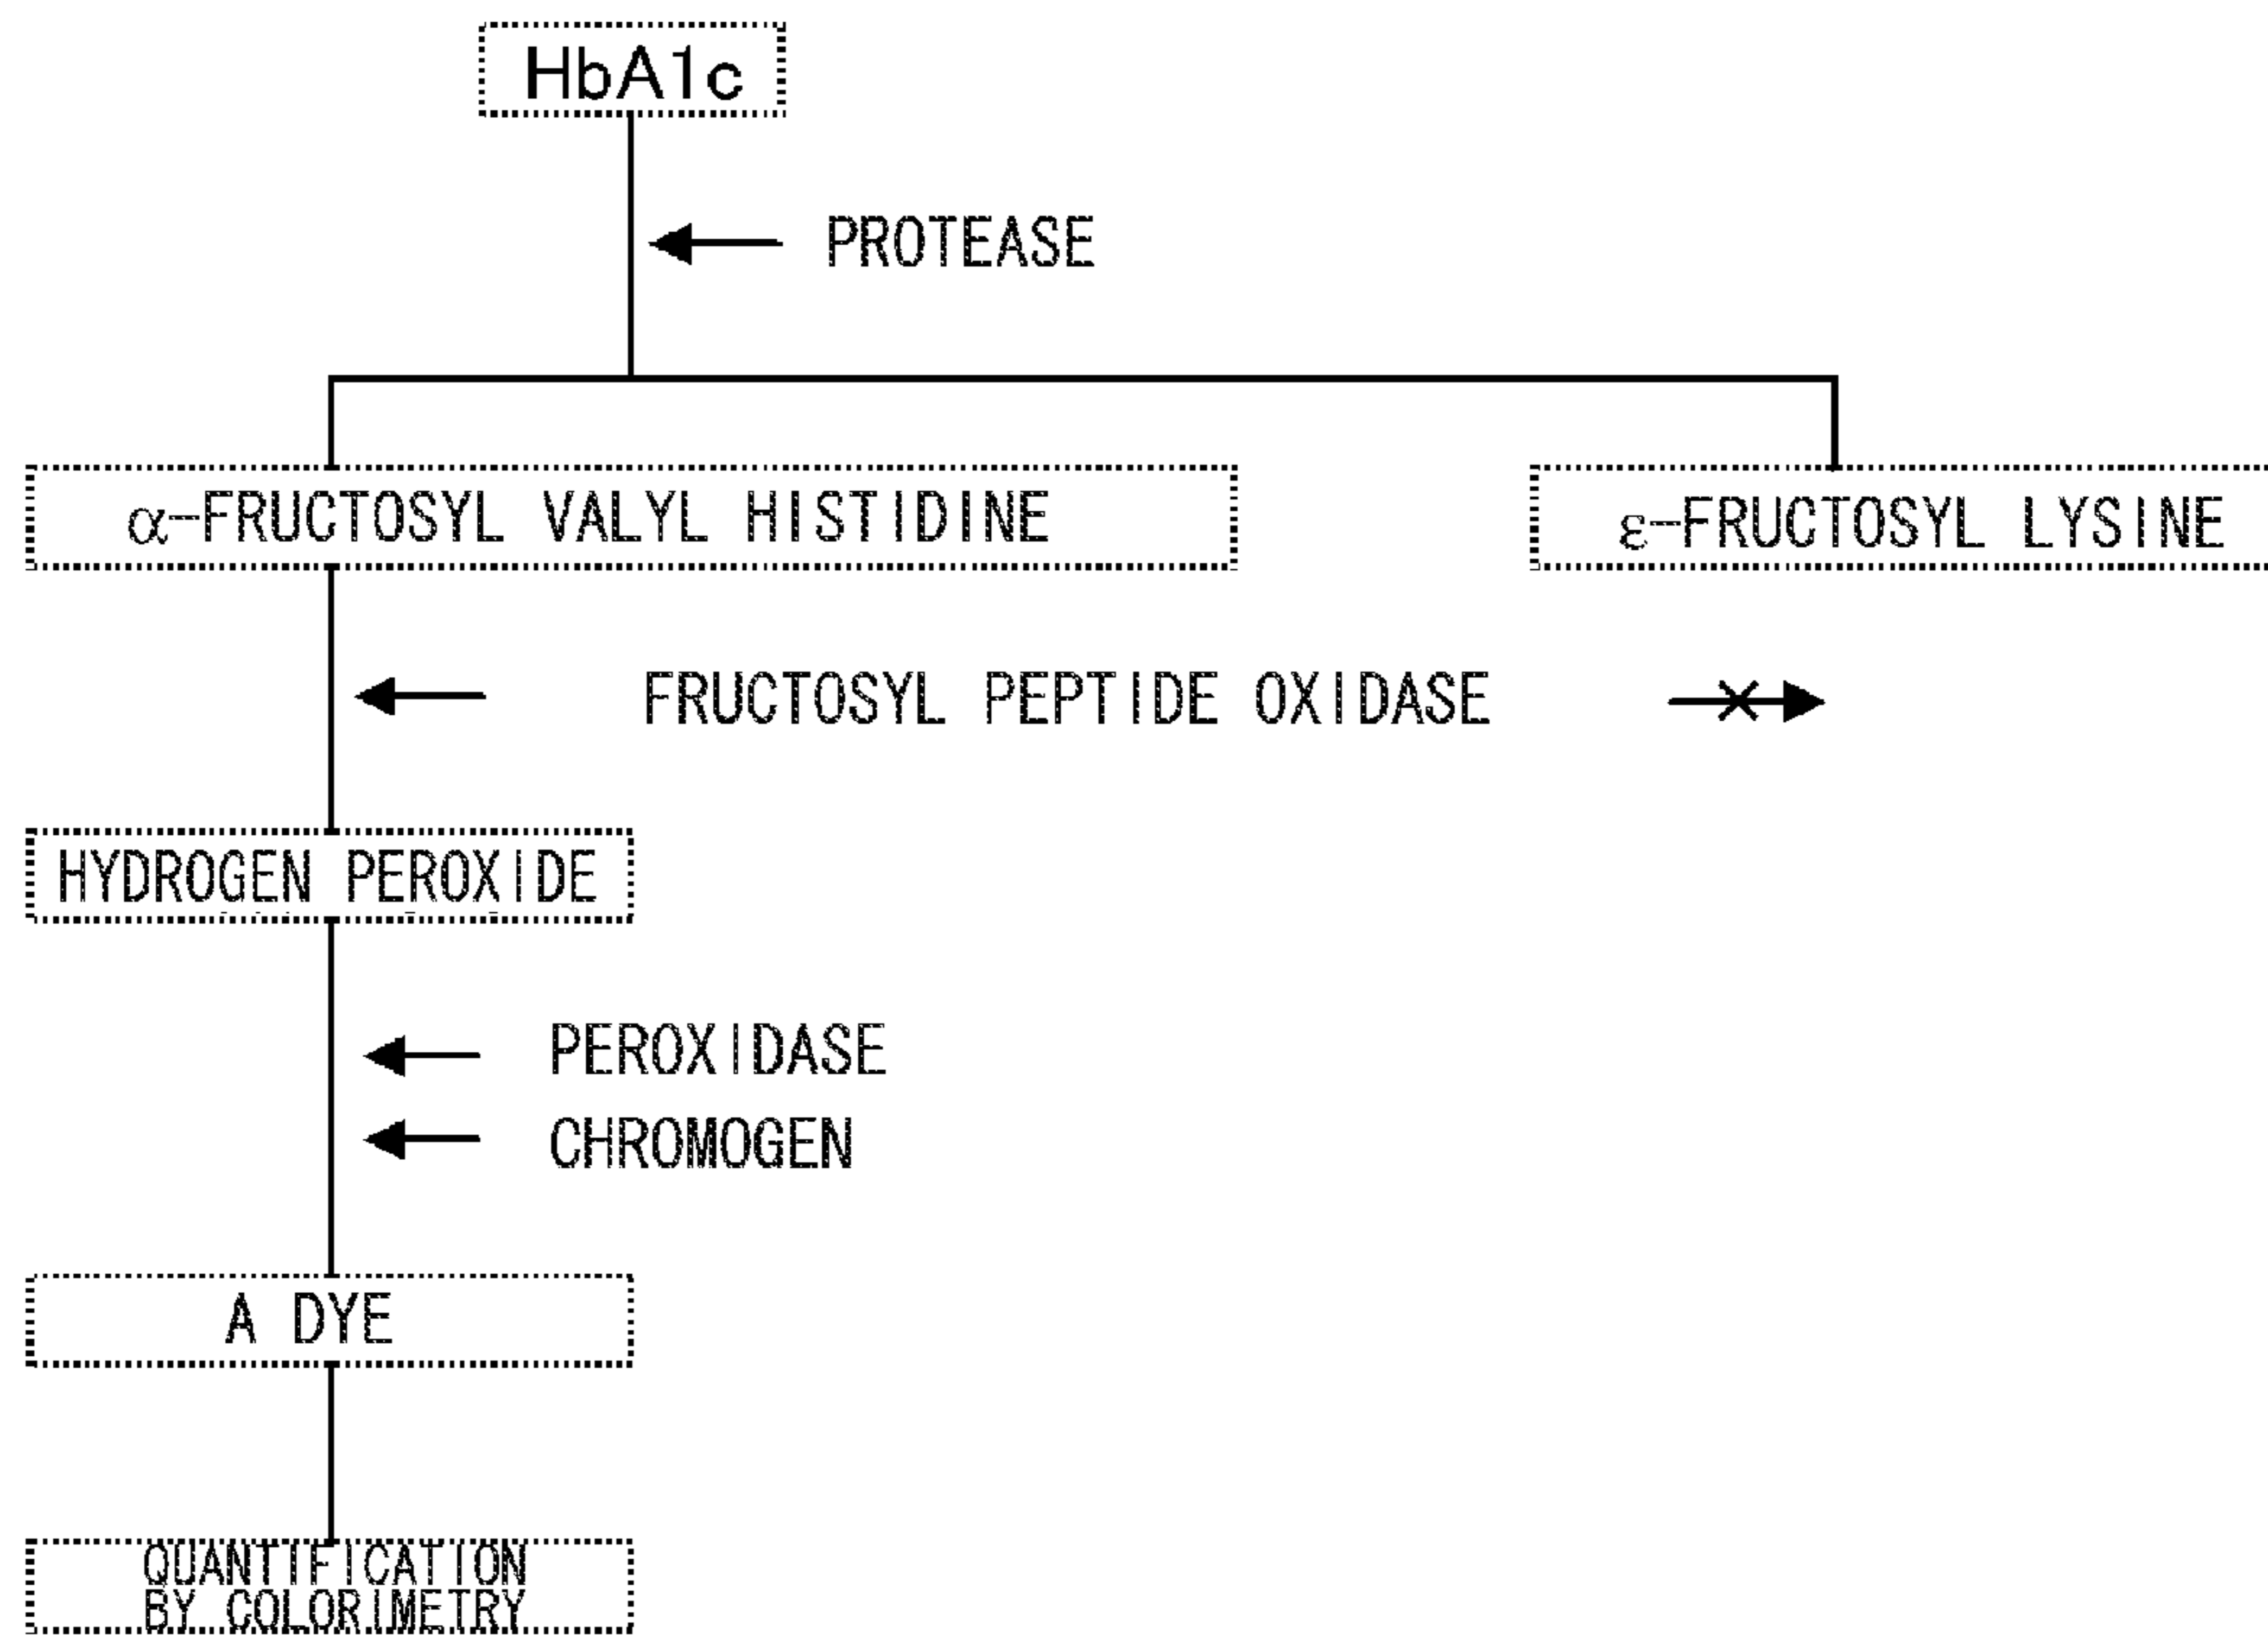 HbA1c
PROTEASE
α-FRUCTOSYL VALYL HISTIDINE
ε-FRUCTOSYL LYSINE
FRUCTOSYL PEPTIDE OXIDASE
HYDROGEN PEROXIDE
PEROXIDASE
CHROMOGEN
A DYE
QUANTIFICATION
BY COLORIMETRY